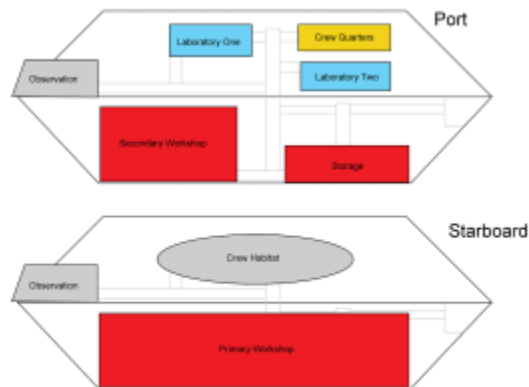 Port
Laboratory One
Crew Quarters
Observation
Laboratory Two
Secondary Workshop
Storage
Starboard
Crew Habitat
Observation
Primary Workshop